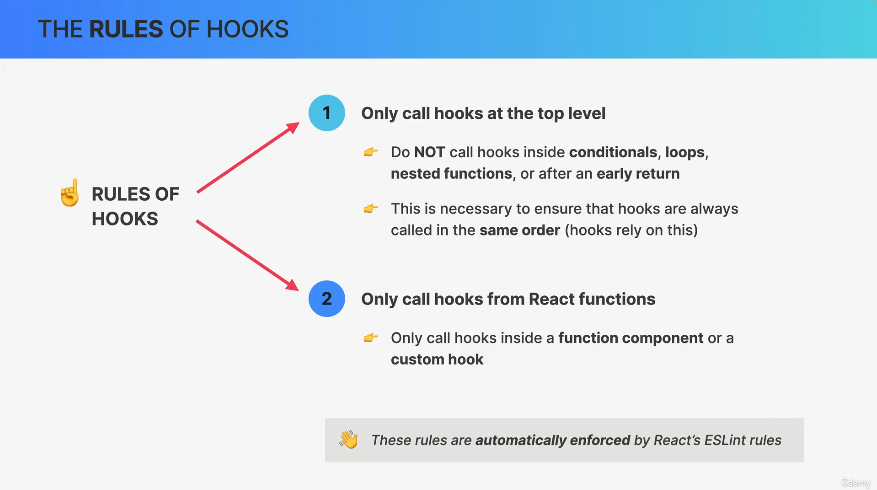 THE RULES OF HOOKS
☝️ RULES OF
HOOKS
1 Only call hooks at the top level
👉 Do NOT call hooks inside conditionals, loops,
nested functions, or after an early return
👉 This is necessary to ensure that hooks are always
called in the same order (hooks rely on this)
2 Only call hooks from React functions
👉 Only call hooks inside a function component or a
custom hook
👋 These rules are automatically enforced by React’s ESLint rules
ûdemy